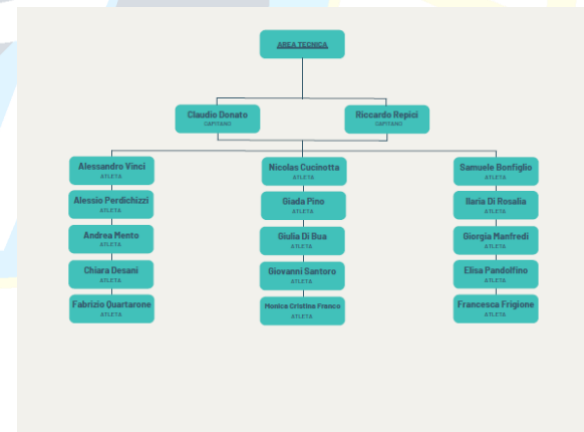 AREA TECNICA
Claudio Donato
CAPITANO
Riccardo Repici
CAPITANO
Alessandro Vinci
ATLETA
Nicolas Cucinotta
ATLETA
Samuele Bonfiglio
ATLETA
Alessio Perdichizzi
ATLETA
Giada Pino
ATLETA
Ilaria Di Rosalia
ATLETA
Andrea Mento
ATLETA
Giulia Di Bua
ATLETA
Giorgia Manfredi
ATLETA
Chiara Desani
ATLETA
Giovanni Santoro
ATLETA
Elisa Pandolfino
ATLETA
Fabrizio Quartarone
ATLETA
Monica Cristina Franco
ATLETA
Francesca Frigione
ATLETA